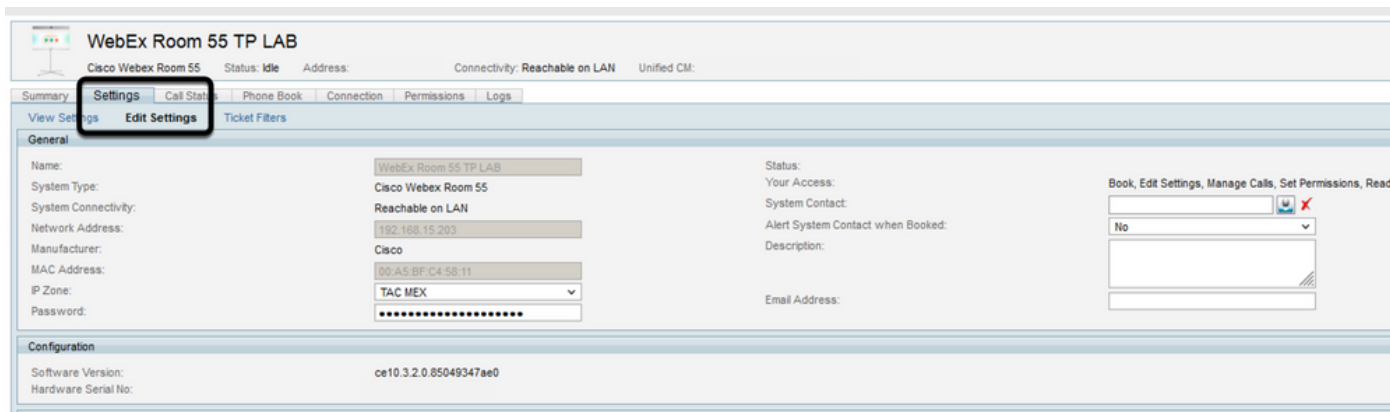 WebEx Room 55 TP LAB
Cisco Webex Room 55 Status: Idle Address: Connectivity: Reachable on LAN Unified CM:
Summary Settings Call Status Phone Book Connection Permissions Logs
View Settings Edit Settings Ticket Filters
General
Name: WebEx Room 55 TP LAB
System Type: Cisco Webex Room 55
System Connectivity: Reachable on LAN
Network Address: 192.168.15.203
Manufacturer: Cisco
MAC Address: 00:A5:BF:C4:58:11
IP Zone: TAC MEX
Password: ••••••••••••••••••••
Status:
Your Access: Book, Edit Settings, Manage Calls, Set Permissions, Read
System Contact:
Alert System Contact when Booked: No
Description:
Email Address:
Configuration
Software Version: ce10.3.2.0.85049347ae0
Hardware Serial No: